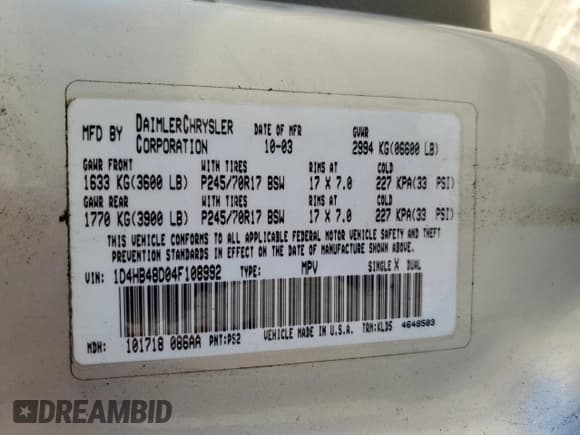 MFD BY DAIMLERCHRYSLER CORPORATION DATE OF MFR 10-03 GVWR 2994 KG(06600 LB)
GAWR FRONT WITH TIRES RIMS AT COLD
1633 KG(3600 LB) P245/70R17 BSW 17 X 7.0 227 KPA(33 PSI)
GAWR REAR WITH TIRES RIMS AT COLD
1770 KG(3900 LB) P245/70R17 BSW 17 X 7.0 227 KPA(33 PSI)
THIS VEHICLE CONFORMS TO ALL APPLICABLE FEDERAL MOTOR VEHICLE SAFETY AND THEFT
PREVENTION STANDARDS IN EFFECT ON THE DATE OF MANUFACTURE SHOWN ABOVE.
VIN: 1D4HB48D04F108992 TYPE: MPV SINGLE X DUAL
MDH: 101718 086AA PNT:PS2 VEHICLE MADE IN U.S.A. TRM:KLD5 4648503
DREAMBID